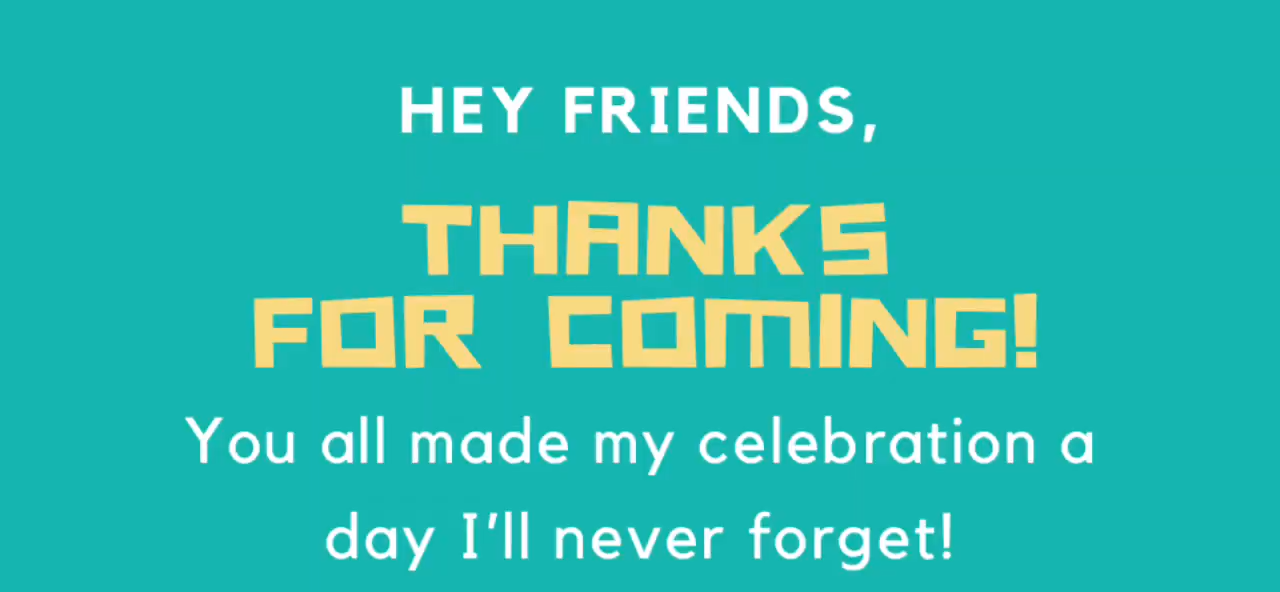 HEY FRIENDS,
THANKS
FOR COMING!
You all made my celebration a
day I'll never forget!